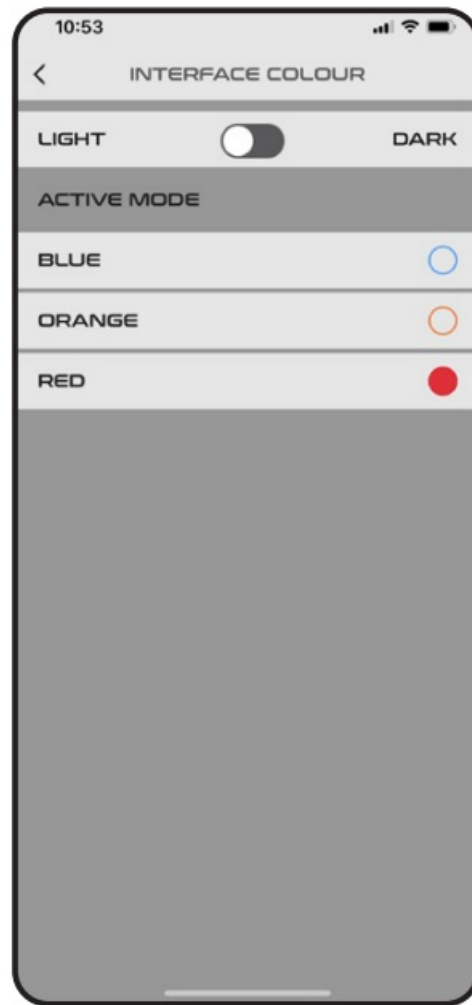 10:53
INTERFACE COLOUR
LIGHT DARK
ACTIVE MODE
BLUE
ORANGE
RED